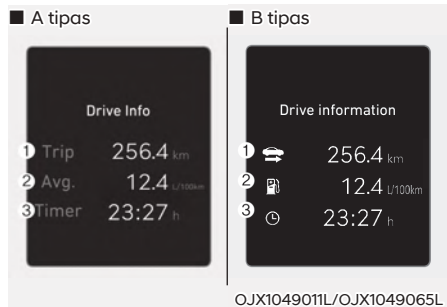 ■ A tipas
Drive Info
1 Trip 256.4 km
2 Avg. 12.4 L/100km
3 Timer 23:27 h
■ B tipas
Drive information
1 256.4 km
2 12.4 L/100km
3 23:27 h
OJX1049011L/OJX1049065L